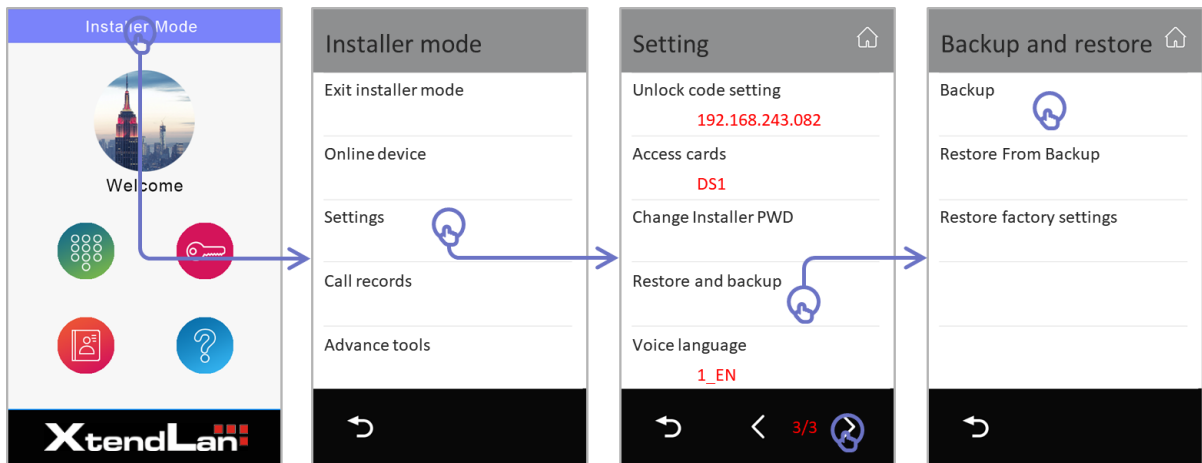 Installer Mode
Welcome
XtendLan
Installer mode
Exit installer mode
Online device
Settings
Call records
Advance tools
Setting
Unlock code setting
192.168.243.082
Access cards
DS1
Change Installer PWD
Restore and backup
Voice language
1_EN
3/3
Backup and restore
Backup
Restore From Backup
Restore factory settings